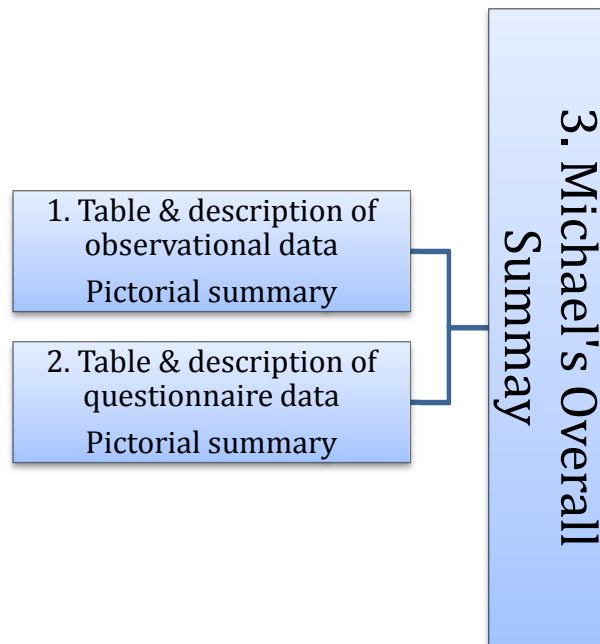 1. Table & description of
observational data
Pictorial summary
2. Table & description of
questionnaire data
Pictorial summary
3. Michael's Overall
Summay